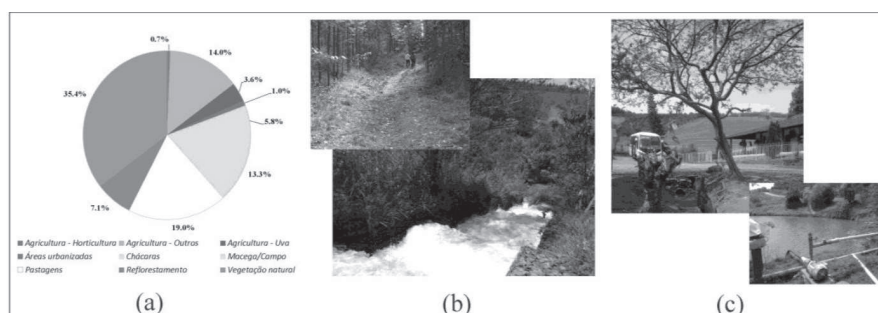 0.7%
14.0%
35.4%
3.6%
1.0%
5.8%
13.3%
7.1%
19.0%
Agricultura - Horticultura Agricultura - Outras Agricultura - Uva
Áreas urbanizadas Chácaras Macega/Campo
Pastagens Reflorestamento Vegetação natural
(a) (b) (c)